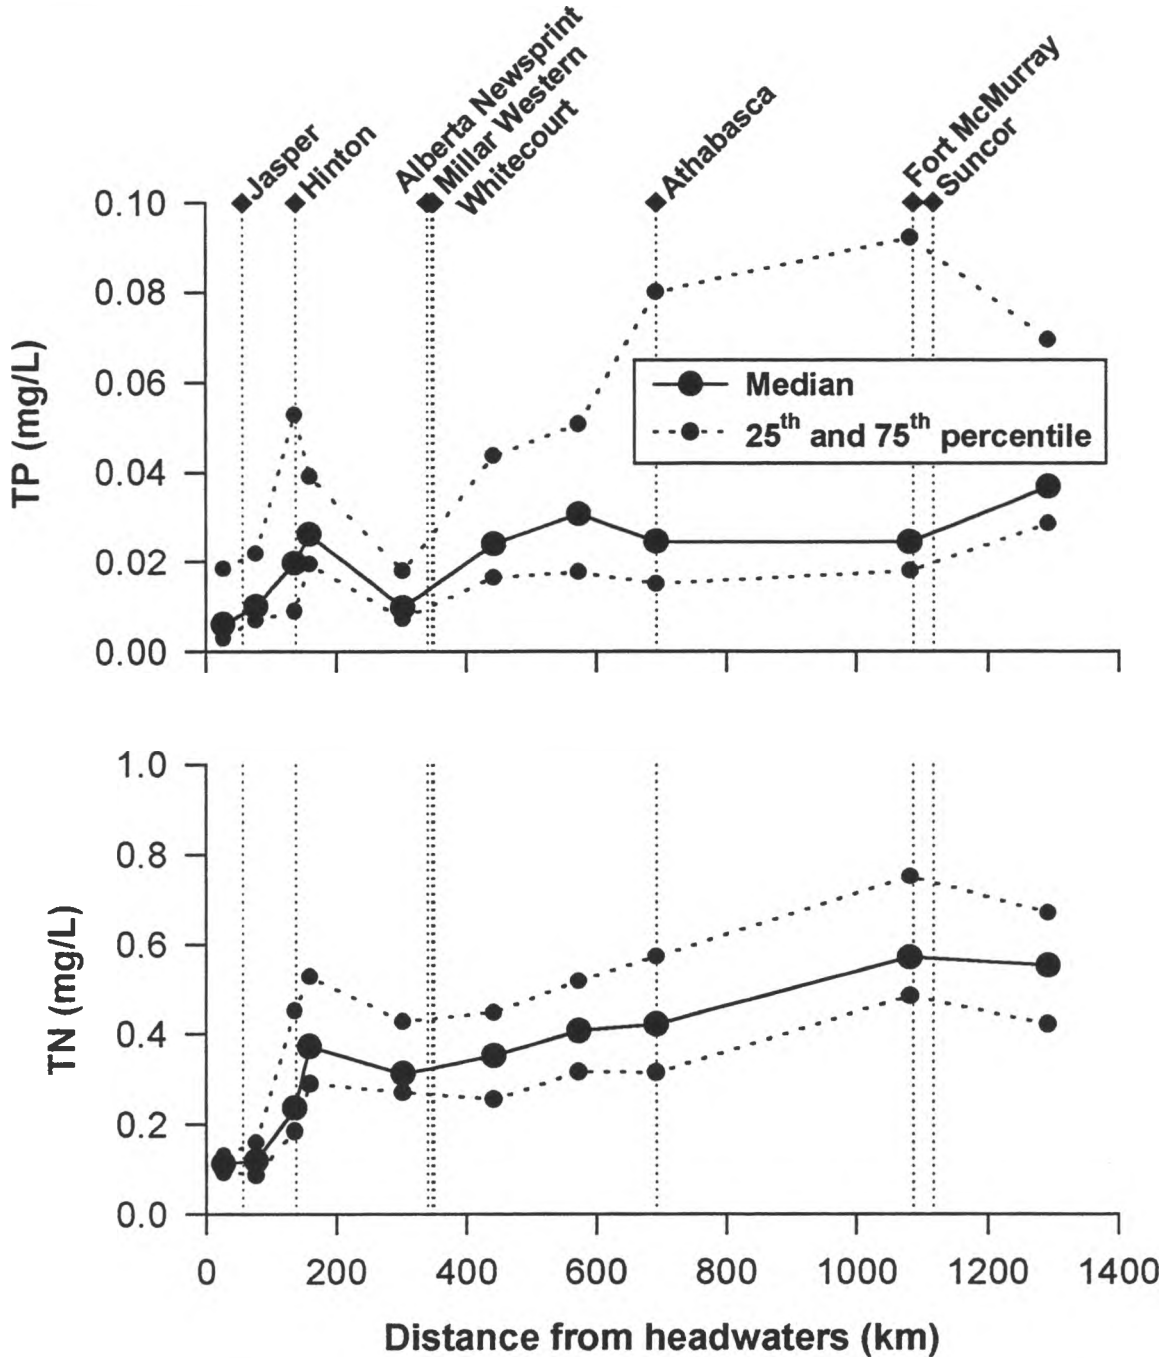 Jasper
Hinton
Alberta Newsprint
Millar Western
Whitecourt
Athabasca
Fort McMurray
Suncor
0.10
0.08
0.06
0.04
0.02
0.00
TP (mg/L)
Median
25th and 75th percentile
1.0
0.8
0.6
0.4
0.2
0.0
TN (mg/L)
0 200 400 600 800 1000 1200 1400
Distance from headwaters (km)